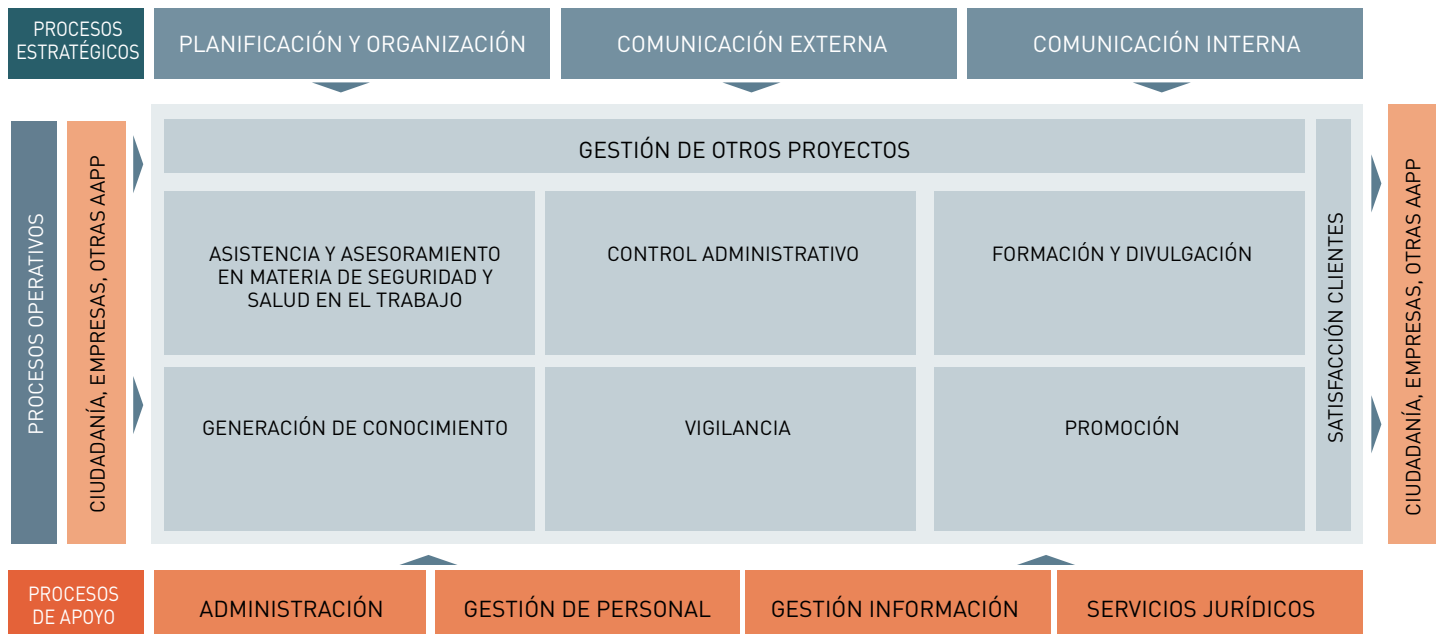 PROCESOS
ESTRATÉGICOS
PLANIFICACIÓN Y ORGANIZACIÓN
COMUNICACIÓN EXTERNA
COMUNICACIÓN INTERNA
PROCESOS OPERATIVOS
CIUDADANÍA, EMPRESAS, OTRAS AAPP
GESTIÓN DE OTROS PROYECTOS
ASISTENCIA Y ASESORAMIENTO
EN MATERIA DE SEGURIDAD Y
SALUD EN EL TRABAJO
CONTROL ADMINISTRATIVO
FORMACIÓN Y DIVULGACIÓN
GENERACIÓN DE CONOCIMIENTO
VIGILANCIA
PROMOCIÓN
SATISFACCIÓN CLIENTES
CIUDADANÍA, EMPRESAS, OTRAS AAPP
PROCESOS
DE APOYO
ADMINISTRACIÓN
GESTIÓN DE PERSONAL
GESTIÓN INFORMACIÓN
SERVICIOS JURÍDICOS